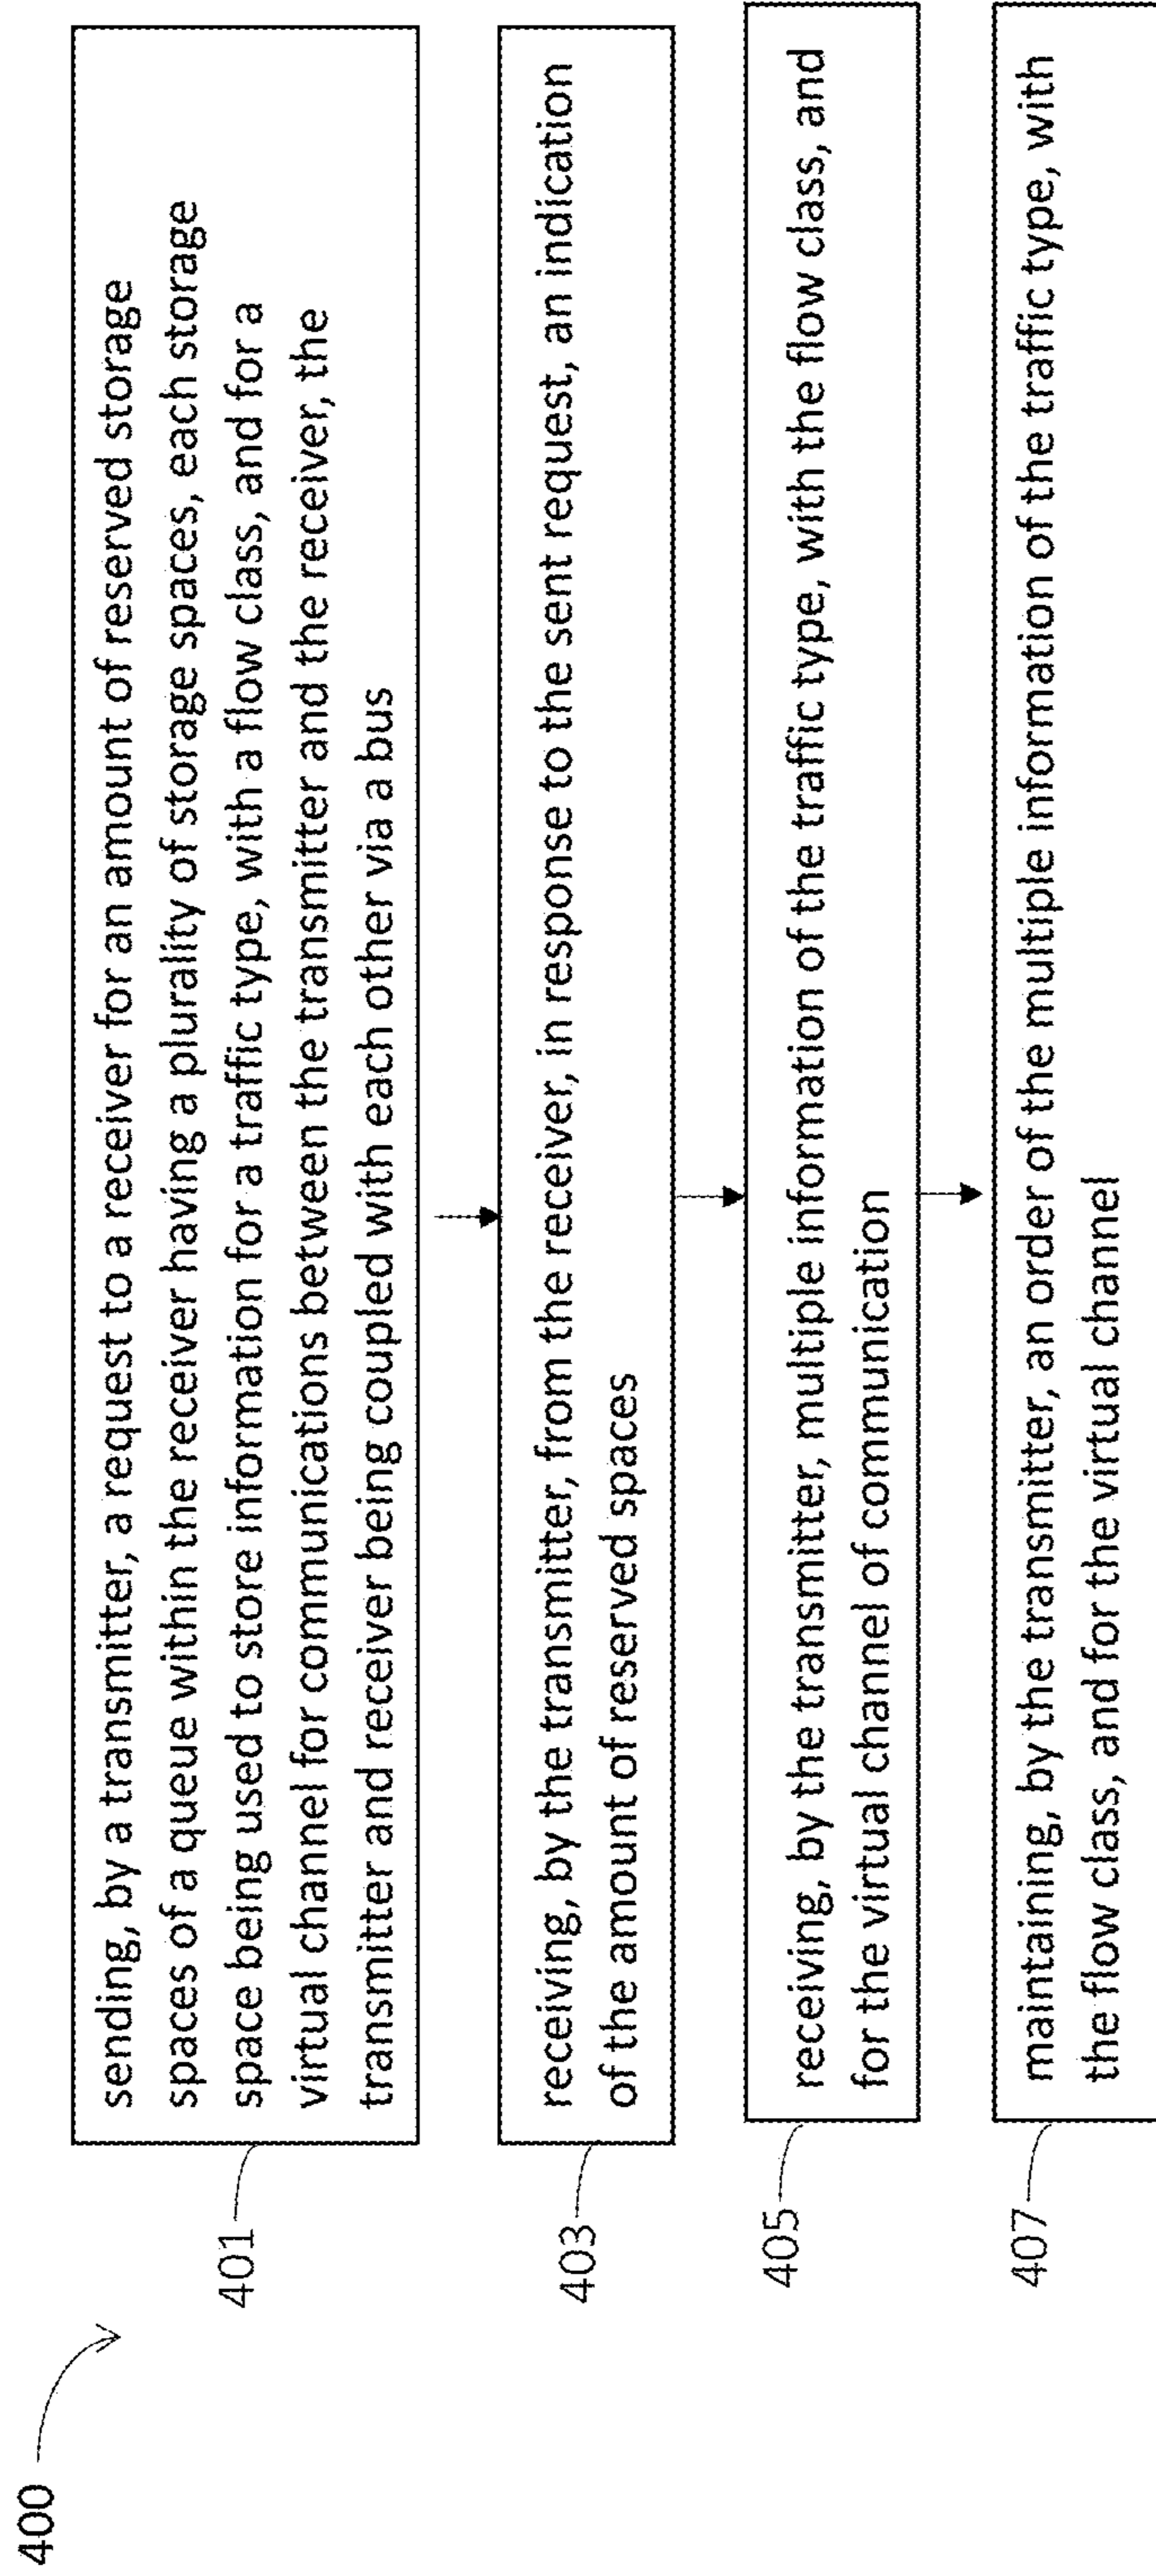 400
401
sending, by a transmitter, a request to a receiver for an amount of reserved storage
spaces of a queue within the receiver having a plurality of storage spaces, each storage
space being used to store information for a traffic type, with a flow class, and for a
virtual channel for communications between the transmitter and the receiver, the
transmitter and receiver being coupled with each other via a bus
403
receiving, by the transmitter, from the receiver, in response to the sent request, an indication
of the amount of reserved spaces
405
receiving, by the transmitter, multiple information of the traffic type, with the flow class, and
for the virtual channel of communication
407
maintaining, by the transmitter, an order of the multiple information of the traffic type, with
the flow class, and for the virtual channel